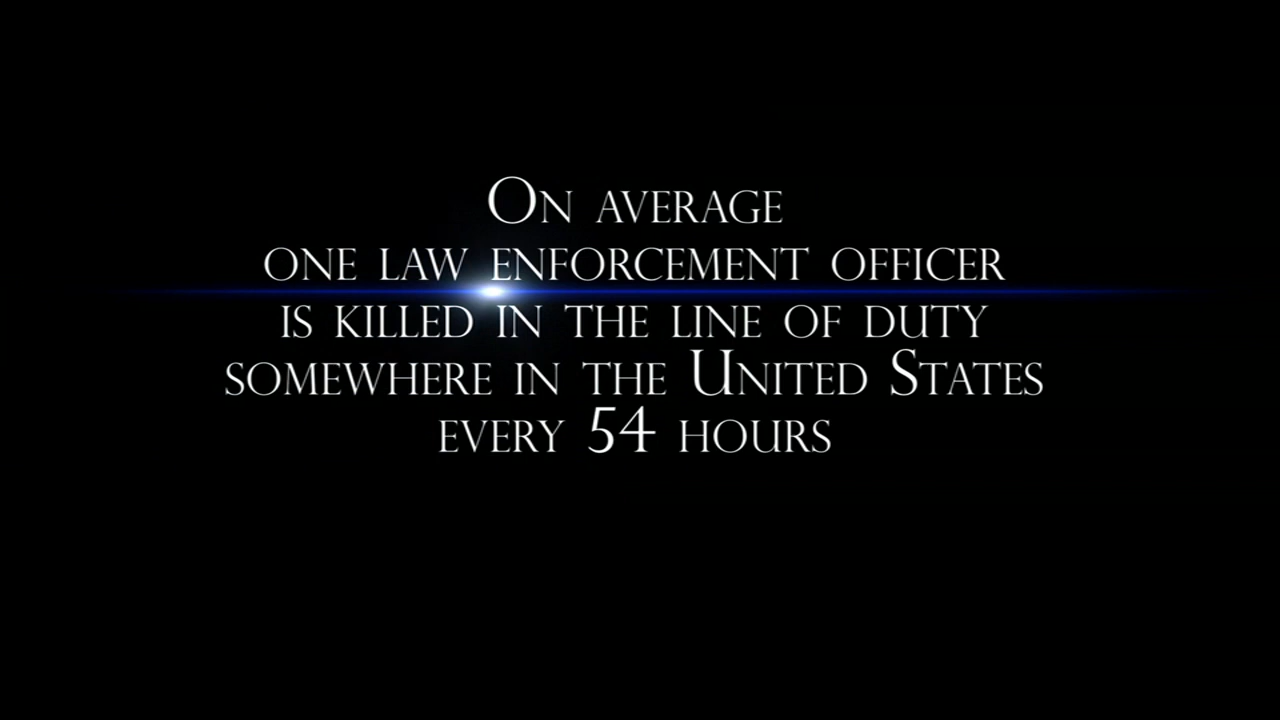 On average
one law enforcement officer
is killed in the line of duty
somewhere in the United States
every 54 hours